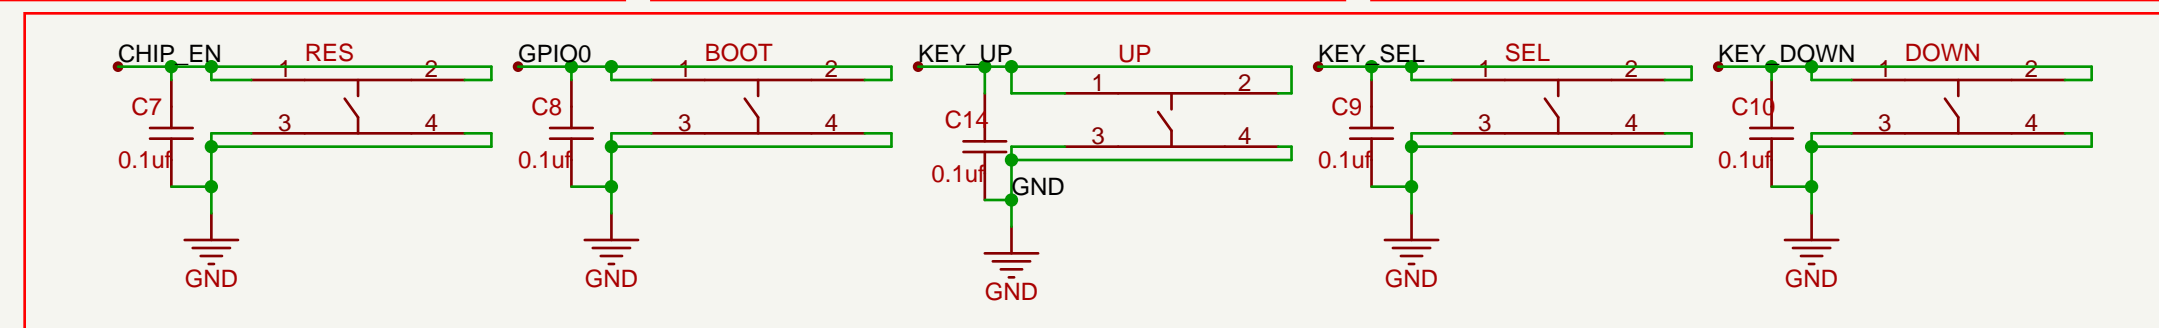 CHIP_EN RES
1 2
C7
3 4
0.1uf
GND
GPIO0 BOOT
1 2
C8
3 4
0.1uf
GND
KEY_UP UP
1 2
C14
3 4
0.1uf
GND
GND
KEY_SEL SEL
1 2
C9
3 4
0.1uf
GND
KEY_DOWN DOWN
1 2
C10
3 4
0.1uf
GND